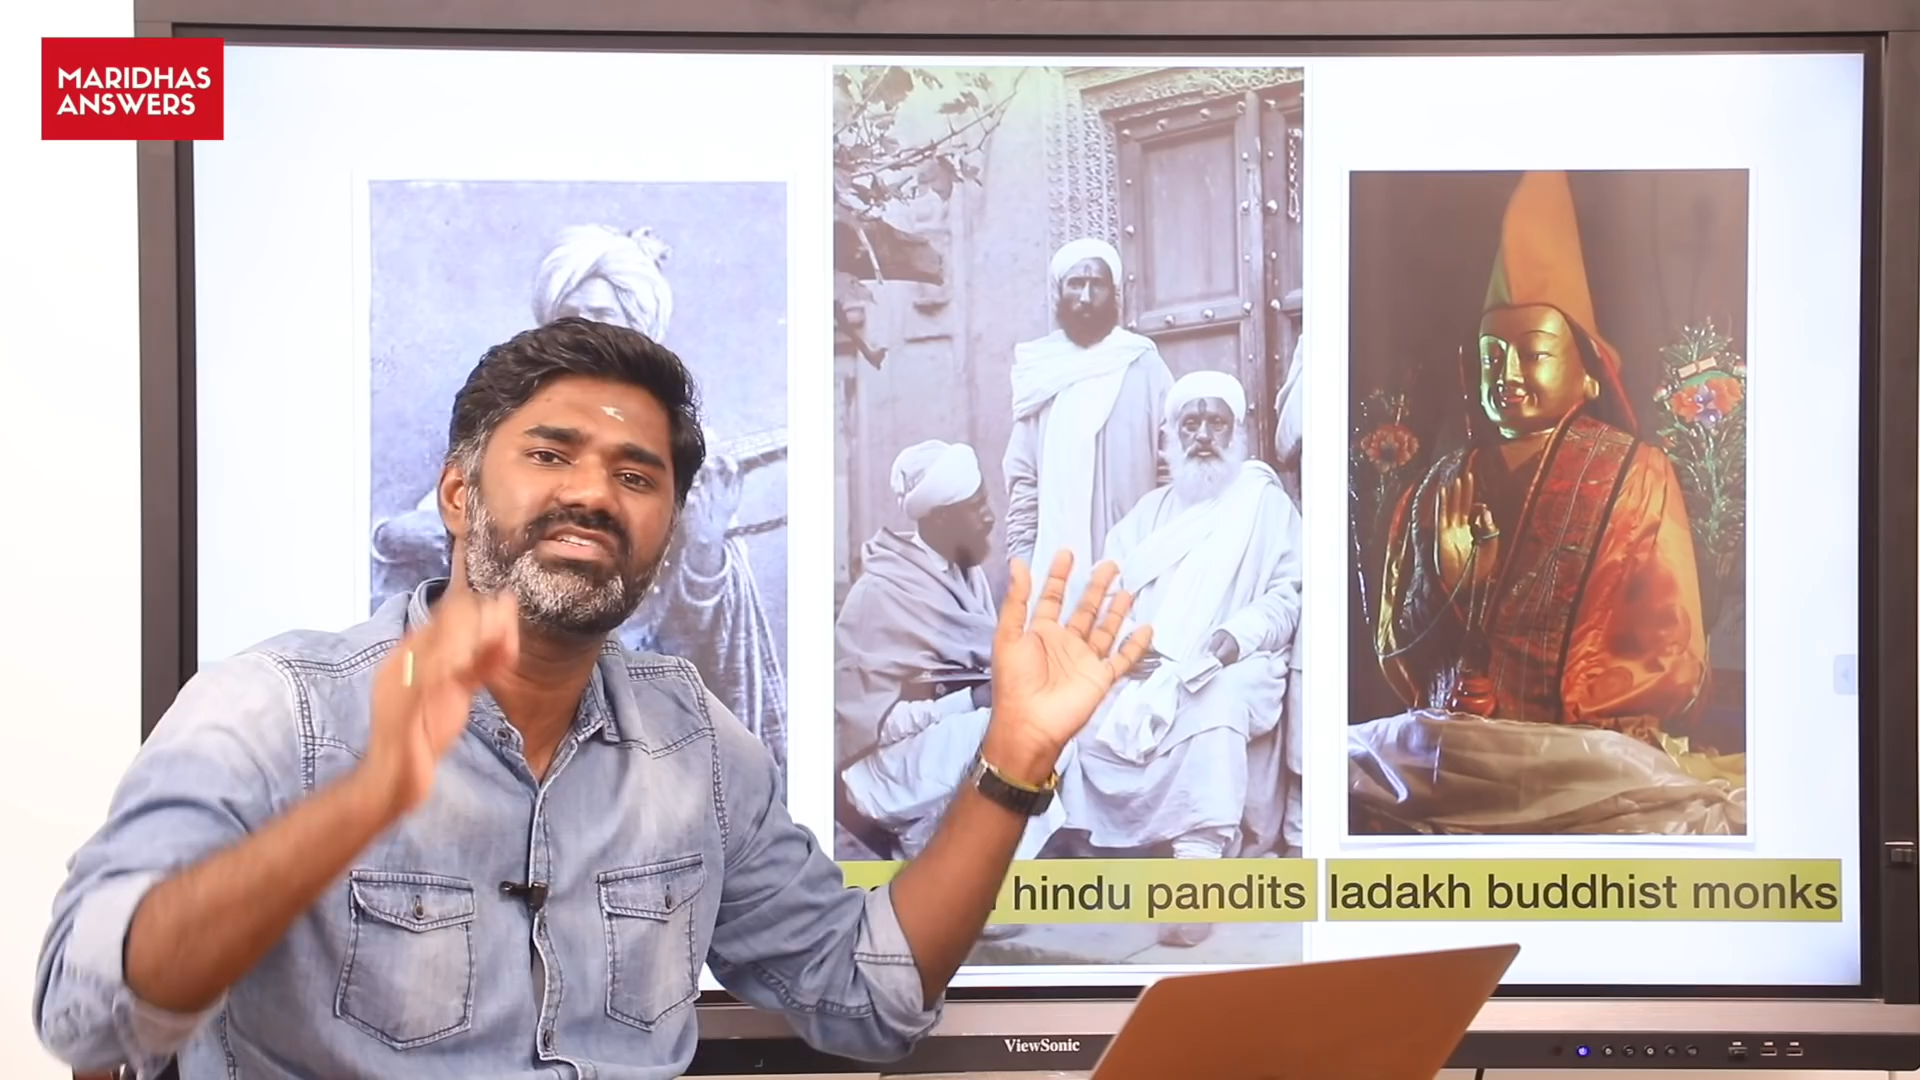 MARIDHAS
ANSWERS
hindu pandits
ladakh buddhist monks
ViewSonic